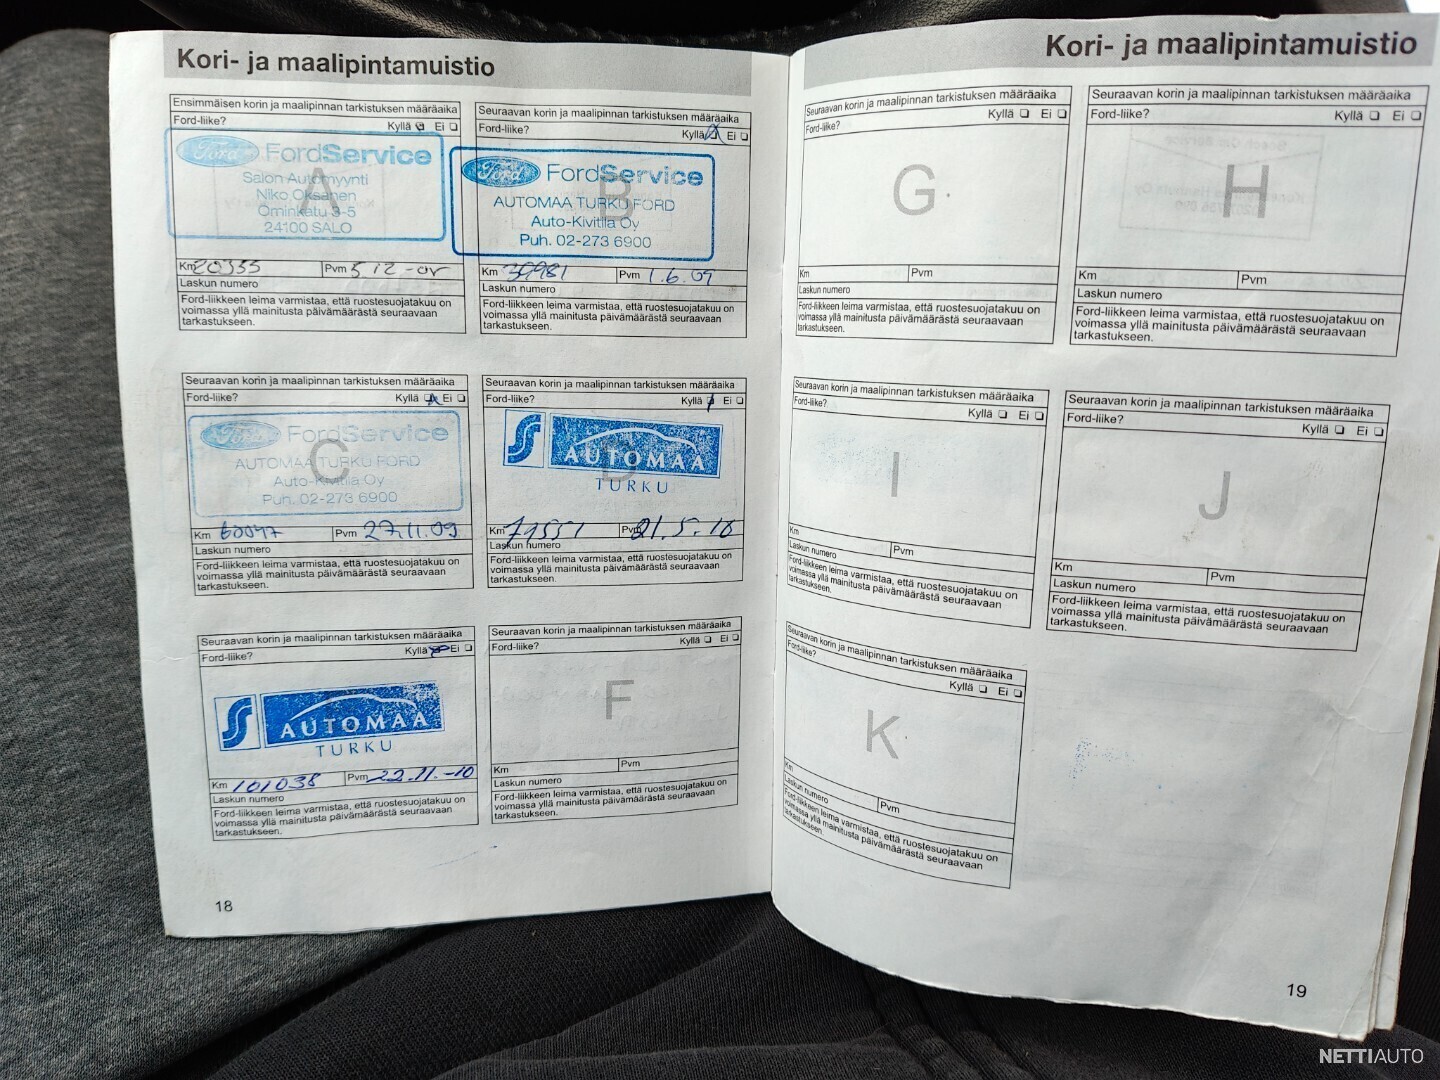 Kori- ja maalipintamuistio
Ensimmäisen korin ja maalipinnan tarkistuksen määräaika
Ford-liike? Kyllä Ei
A
Ford FordService
Salon Automyynti
Niko Oksanen
Ominkatu 3-5
24100 SALO
Km 20355 Pvm 5 12 -08
Laskun numero
Ford-liikkeen leima varmistaa, että ruostesuojatakuu on
voimassa yllä mainitusta päivämäärästä seuraavaan
tarkastukseen.
Seuraavan korin ja maalipinnan tarkistuksen määräaika
Ford-liike? Kyllä Ei
B
Ford FordService
AUTOMAA TURKU FORD
Auto-Kivitila Oy
Puh. 02-273 6900
Km Pvm 1.6.09
Laskun numero
Ford-liikkeen leima varmistaa, että ruostesuojatakuu on
voimassa yllä mainitusta päivämäärästä seuraavaan
tarkastukseen.
Seuraavan korin ja maalipinnan tarkistuksen määräaika
Ford-liike? Kyllä Ei
C
Ford FordService
AUTOMAA TURKU FORD
Auto-Kivitila Oy
Puh. 02-273 6900
Km 60047 Pvm 27.11.09
Laskun numero
Ford-liikkeen leima varmistaa, että ruostesuojatakuu on
voimassa yllä mainitusta päivämäärästä seuraavaan
tarkastukseen.
Seuraavan korin ja maalipinnan tarkistuksen määräaika
Ford-liike? Kyllä Ei
D
AUTOMAA
TURKU
Km 79551 Pvm 21.5.10
Laskun numero
Ford-liikkeen leima varmistaa, että ruostesuojatakuu on
voimassa yllä mainitusta päivämäärästä seuraavaan
tarkastukseen.
Seuraavan korin ja maalipinnan tarkistuksen määräaika
Ford-liike? Kyllä Ei
AUTOMAA
TURKU
Km 101038 Pvm 22.11.-10
Laskun numero
Ford-liikkeen leima varmistaa, että ruostesuojatakuu on
voimassa yllä mainitusta päivämäärästä seuraavaan
tarkastukseen.
Seuraavan korin ja maalipinnan tarkistuksen määräaika
Ford-liike? Kyllä Ei
F
Km Pvm
Laskun numero
Ford-liikkeen leima varmistaa, että ruostesuojatakuu on
voimassa yllä mainitusta päivämäärästä seuraavaan
tarkastukseen.
18
Kori- ja maalipintamuistio
Seuraavan korin ja maalipinnan tarkistuksen määräaika
Ford-liike? Kyllä Ei
G
Km Pvm
Laskun numero
Ford-liikkeen leima varmistaa, että ruostesuojatakuu on
voimassa yllä mainitusta päivämäärästä seuraavaan
tarkastukseen.
Seuraavan korin ja maalipinnan tarkistuksen määräaika
Ford-liike? Kyllä Ei
H
Km Pvm
Laskun numero
Ford-liikkeen leima varmistaa, että ruostesuojatakuu on
voimassa yllä mainitusta päivämäärästä seuraavaan
tarkastukseen.
Seuraavan korin ja maalipinnan tarkistuksen määräaika
Ford-liike? Kyllä Ei
I
Km Pvm
Laskun numero
Ford-liikkeen leima varmistaa, että ruostesuojatakuu on
voimassa yllä mainitusta päivämäärästä seuraavaan
tarkastukseen.
Seuraavan korin ja maalipinnan tarkistuksen määräaika
Ford-liike? Kyllä Ei
J
Km Pvm
Laskun numero
Ford-liikkeen leima varmistaa, että ruostesuojatakuu on
voimassa yllä mainitusta päivämäärästä seuraavaan
tarkastukseen.
Seuraavan korin ja maalipinnan tarkistuksen määräaika
Ford-liike? Kyllä Ei
K
Km Pvm
Laskun numero
Ford-liikkeen leima varmistaa, että ruostesuojatakuu on
voimassa yllä mainitusta päivämäärästä seuraavaan
tarkastukseen.
19
NETTIAUTO